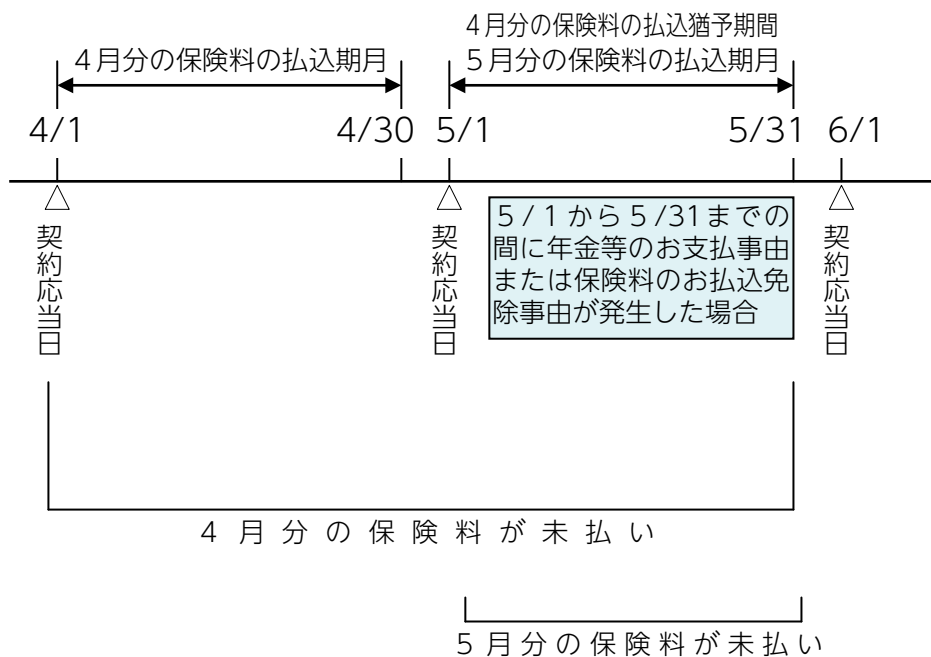 4月分の保険料の払込猶予期間
4月分の保険料の払込期月
5月分の保険料の払込期月
4/1
4/30
5/1
5/31
6/1
契約応当日
契約応当日
5/1から5/31までの
間に年金等のお支払事由
または保険料のお払込免
除事由が発生した場合
契約応当日
4月分の保険料が未払い
5月分の保険料が未払い